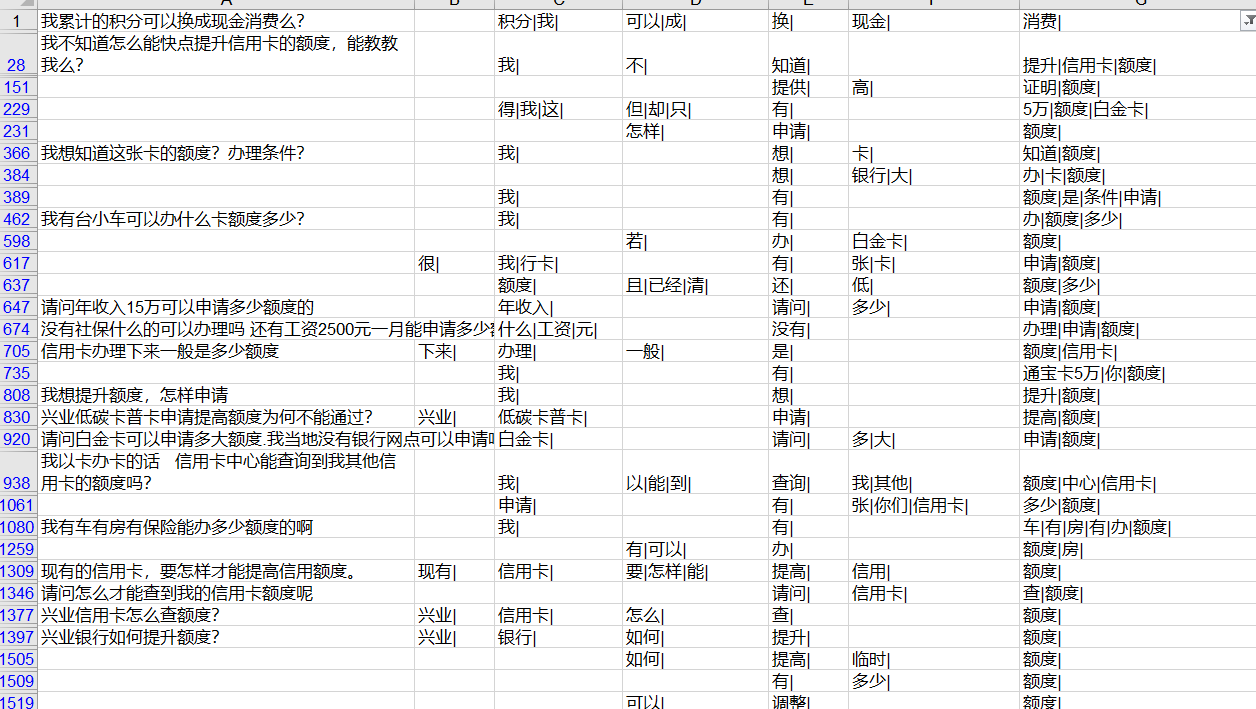 A B C D E F G
1 我累计的积分可以换成现金消费么？ 积分|我| 可以|成| 换| 现金| 消费|
我不知道怎么能快点提升信用卡的额度，能教教
28 我么？ 我| 不| 知道| 提升|信用卡|额度|
151 提供| 高| 证明|额度|
229 得|我|这| 但|却|只| 有| 5万|额度|白金卡|
231 怎样| 申请| 额度|
366 我想知道这张卡的额度？办理条件？ 我| 想| 卡| 知道|额度|
384 想| 银行|大| 办|卡|额度|
389 我| 有| 额度|是|条件|申请|
462 我有台小车可以办什么卡额度多少？ 我| 有| 办|额度|多少|
598 若| 办| 白金卡| 额度|
617 很| 我|行卡| 有| 张|卡| 申请|额度|
637 额度| 且|已经|清| 还| 低| 额度|多少|
647 请问年收入15万可以申请多少额度的 年收入| 请问| 多少| 申请|额度|
674 没有社保什么的可以办理吗 还有工资2500元一月能申请多少 什么|工资|元| 没有| 办理|申请|额度|
705 信用卡办理下来一般是多少额度 下来| 办理| 一般| 是| 额度|信用卡|
735 我| 有| 通宝卡5万|你|额度|
808 我想提升额度，怎样申请 我| 想| 提升|额度|
830 兴业低碳卡普卡申请提高额度为何不能通过？ 兴业| 低碳卡普卡| 申请| 提高|额度|
920 请问白金卡可以申请多大额度.我当地没有银行网点可以申请 白金卡| 请问| 多|大| 申请|额度|
我以卡办卡的话 信用卡中心能查询到我其他信
938 用卡的额度吗？ 我| 以|能|到| 查询| 我|其他| 额度|中心|信用卡|
1061 申请| 有| 张|你们|信用卡| 多少|额度|
1080 我有车有房有保险能办多少额度的啊 我| 有| 车|有|房|有|办|额度|
1259 有|可以| 办| 额度|房|
1309 现有的信用卡，要怎样才能提高信用额度。 现有| 信用卡| 要|怎样|能| 提高| 信用| 额度|
1346 请问怎么才能查到我的信用卡额度呢 请问| 信用卡| 查|额度|
1377 兴业信用卡怎么查额度？ 兴业| 信用卡| 怎么| 查| 额度|
1397 兴业银行如何提升额度？ 兴业| 银行| 如何| 提升| 额度|
1505 如何| 提高| 临时| 额度|
1509 有| 多少| 额度|
1519 可以| 调整| 额度|